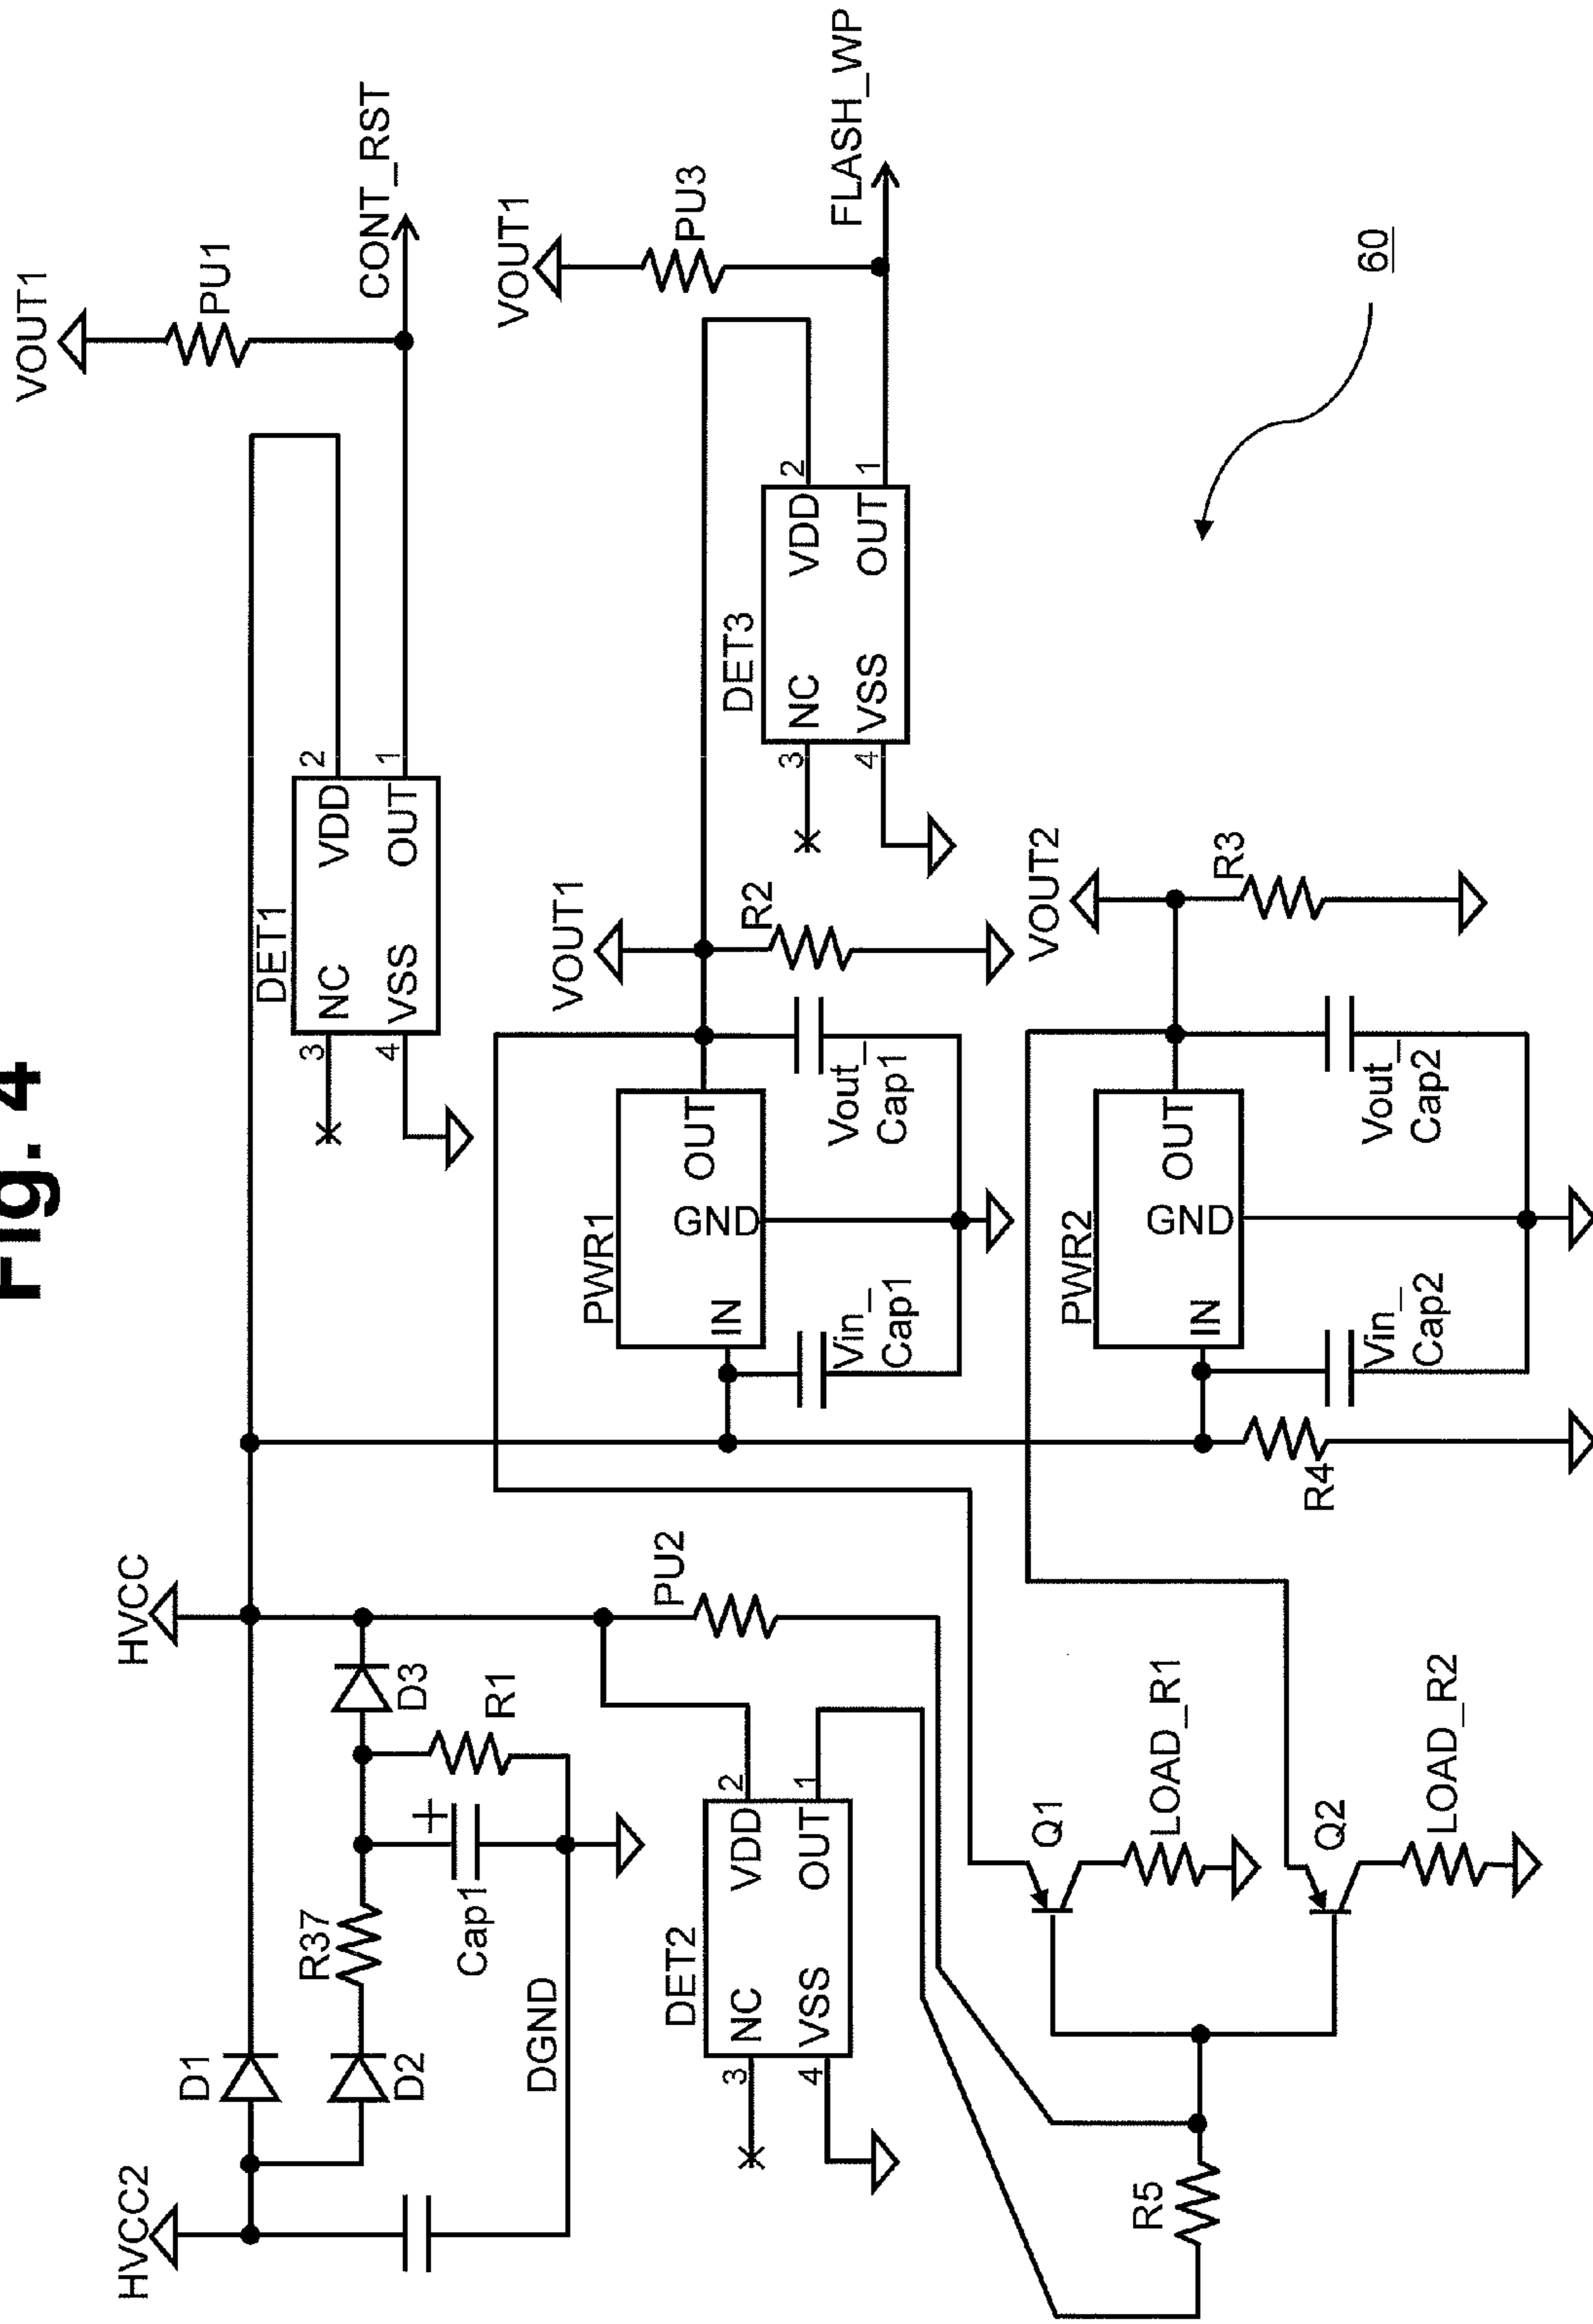 Fig. 4
HVCC2
D1
D2
R37
Cap1
+
DGND
R1
D3
HVCC
DET2
NC
VDD
VSS
OUT
3
4
2
1
PU2
R5
Q1
LOAD_R1
Q2
LOAD_R2
DET1
NC
VDD
VSS
OUT
3
4
2
1
VOUT1
PU1
CONT_RST
PWR1
IN
GND
OUT
Vin_
Cap1
Vout_
Cap1
VOUT1
R2
DET3
NC
VDD
VSS
OUT
3
4
2
1
VOUT1
PU3
FLASH_WP
PWR2
IN
GND
OUT
Vin_
Cap2
Vout_
Cap2
R4
VOUT2
R3
60